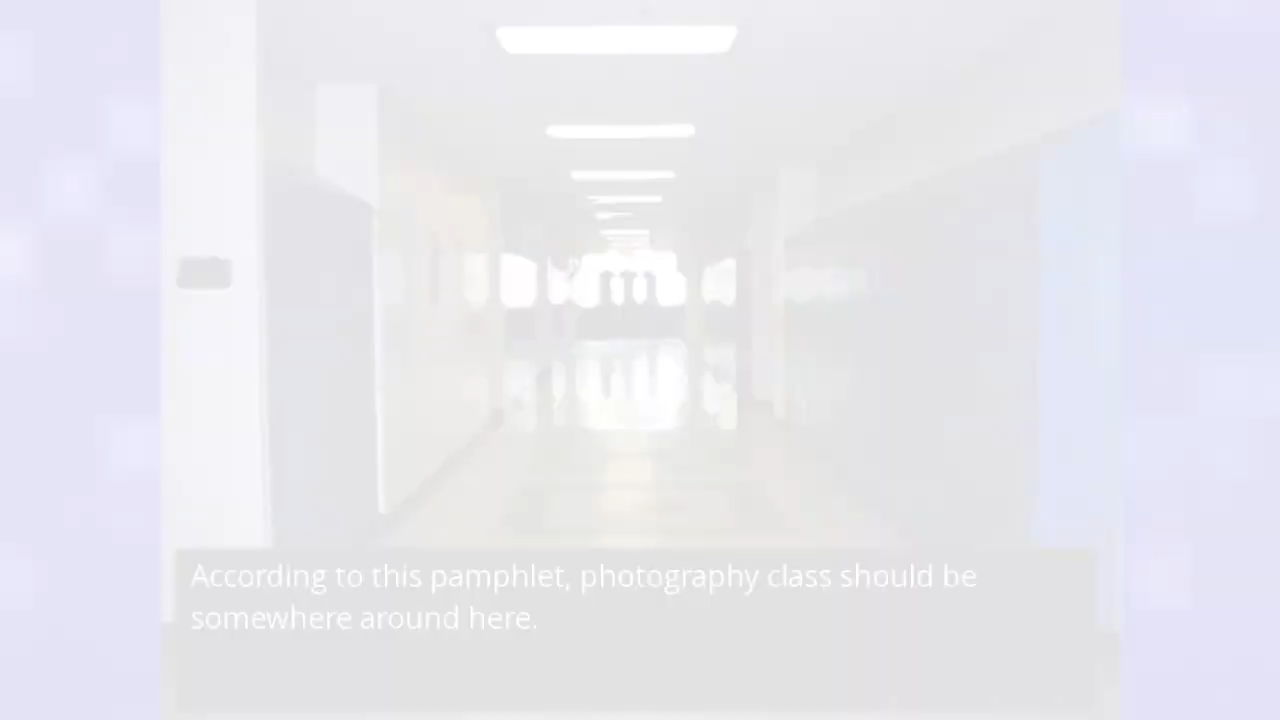 According to this pamphlet, photography class should be
somewhere around here.